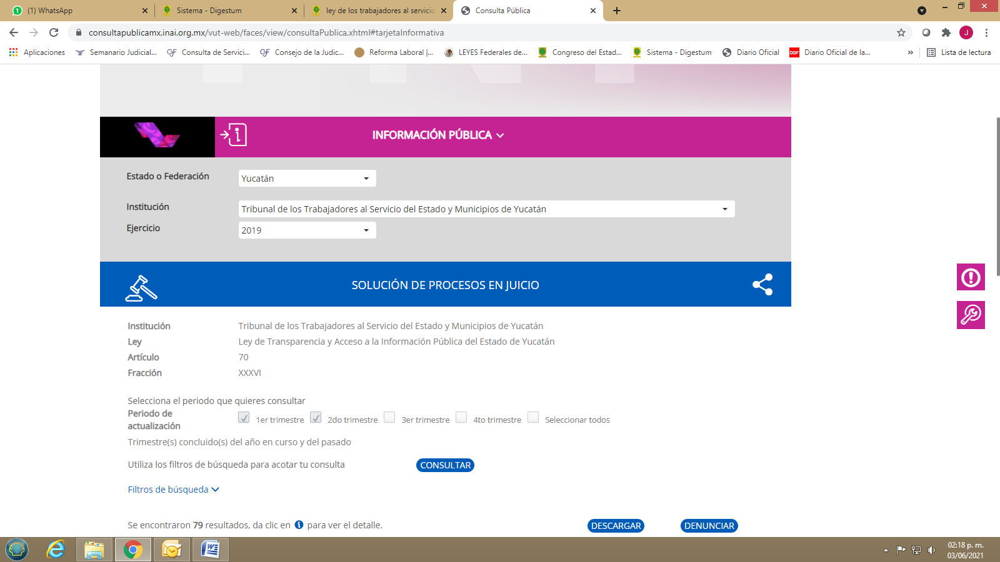 (1) WhatsApp
Sistema - Digestum
ley de los trabajadores al servicio
Consulta Pública
consultapublicamx.inai.org.mx/vut-web/faces/view/consultaPublica.xhtml#tarjetaInformativa
J
Aplicaciones
Semanario Judicial...
Consulta de Servici...
Consejo de la Judic...
Reforma Laboral |...
LEYES Federales de...
Congreso del Estad...
Sistema - Digestum
Diario Oficial
DOF
Diario Oficial de la...
»
Lista de lectura
INFORMACIÓN PÚBLICA
Estado o Federación
Yucatán
Institución
Tribunal de los Trabajadores al Servicio del Estado y Municipios de Yucatán
Ejercicio
2019
SOLUCIÓN DE PROCESOS EN JUICIO
Institución Tribunal de los Trabajadores al Servicio del Estado y Municipios de Yucatán
Ley Ley de Transparencia y Acceso a la Información Pública del Estado de Yucatán
Artículo 70
Fracción XXXVI
Selecciona el periodo que quieres consultar
Periodo de
actualización
1er trimestre 2do trimestre 3er trimestre 4to trimestre Seleccionar todos
Trimestre(s) concluido(s) del año en curso y del pasado
Utiliza los filtros de búsqueda para acotar tu consulta
CONSULTAR
Filtros de búsqueda
Se encontraron 79 resultados, da clic en i para ver el detalle.
DESCARGAR
DENUNCIAR
02:18 p. m.
03/06/2021